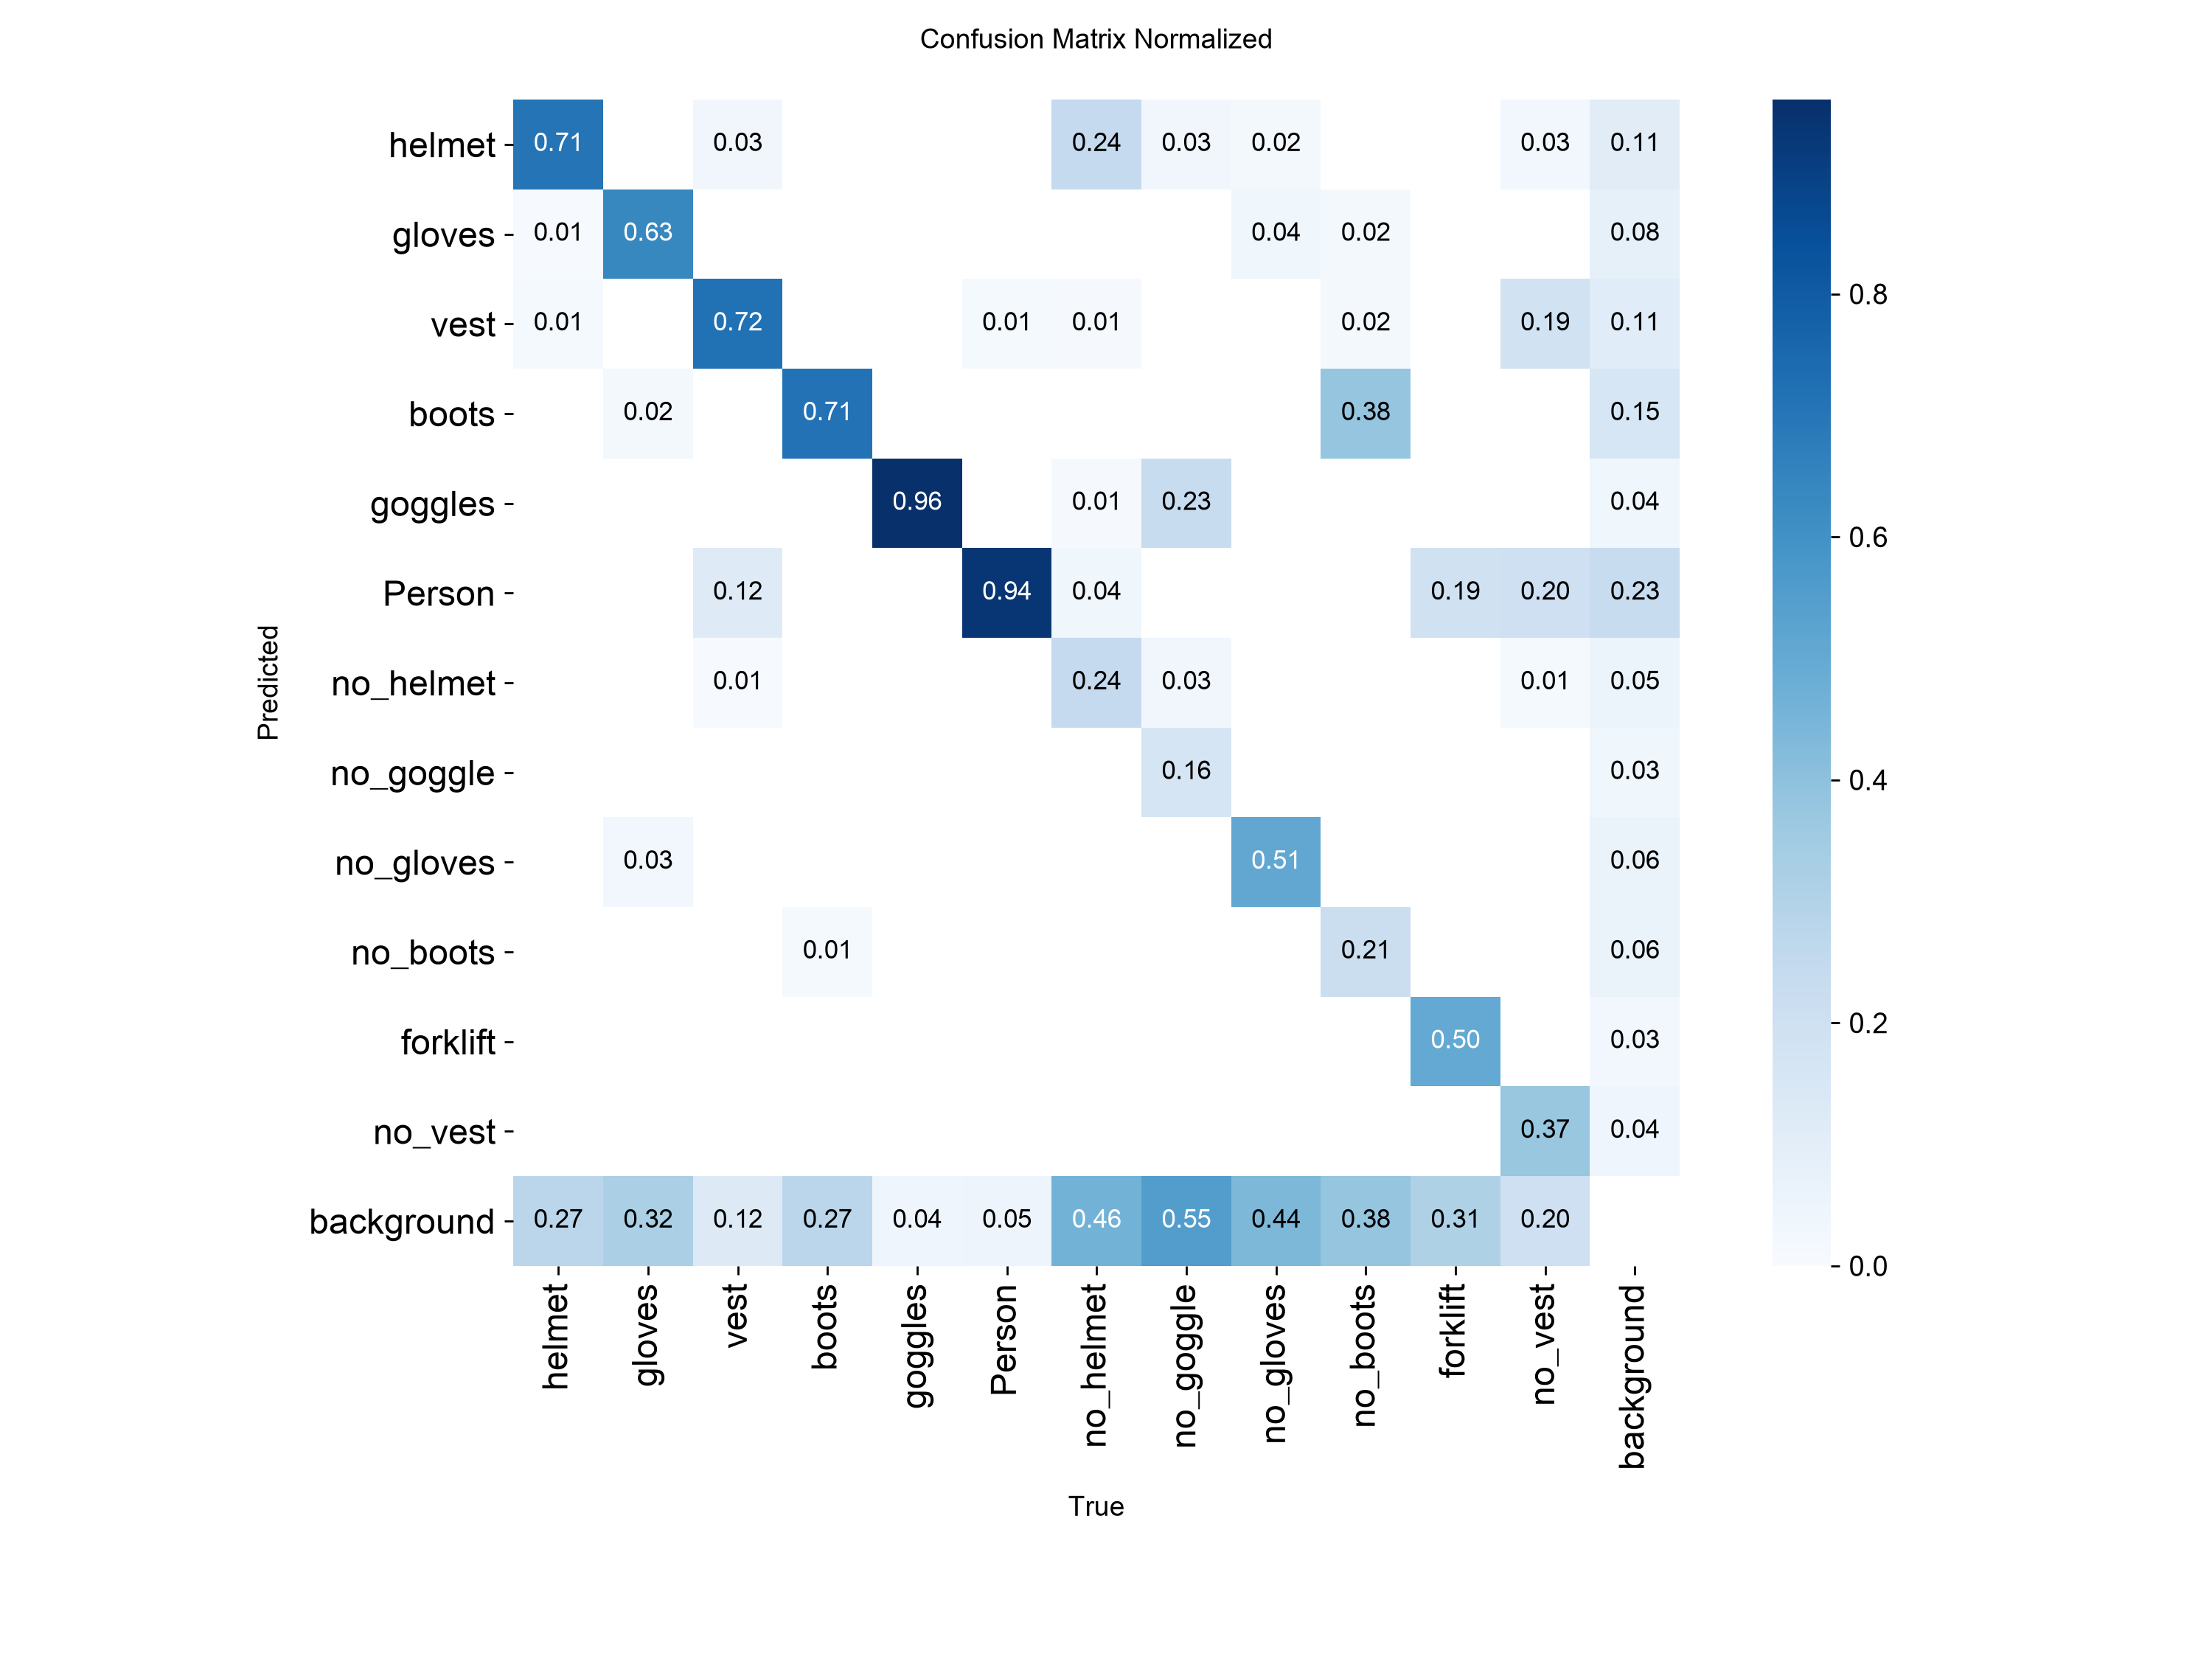 Confusion Matrix Normalized
helmet 0.71 0.03 0.24 0.03 0.02 0.03 0.11
gloves 0.01 0.63 0.04 0.02 0.08
vest 0.01 0.72 0.01 0.01 0.02 0.19 0.11
0.8
boots 0.02 0.71 0.38 0.15
goggles 0.96 0.01 0.23 0.04
0.6
Person 0.12 0.94 0.04 0.19 0.20 0.23
Predicted
no_helmet 0.01 0.24 0.03 0.01 0.05
no_goggle 0.16 0.03
0.4
no_gloves 0.03 0.51 0.06
no_boots 0.01 0.21 0.06
0.2
forklift 0.50 0.03
no_vest 0.37 0.04
background 0.27 0.32 0.12 0.27 0.04 0.05 0.46 0.55 0.44 0.38 0.31 0.20
0.0
helmet gloves vest boots goggles Person no_helmet no_goggle no_gloves no_boots forklift no_vest background
True